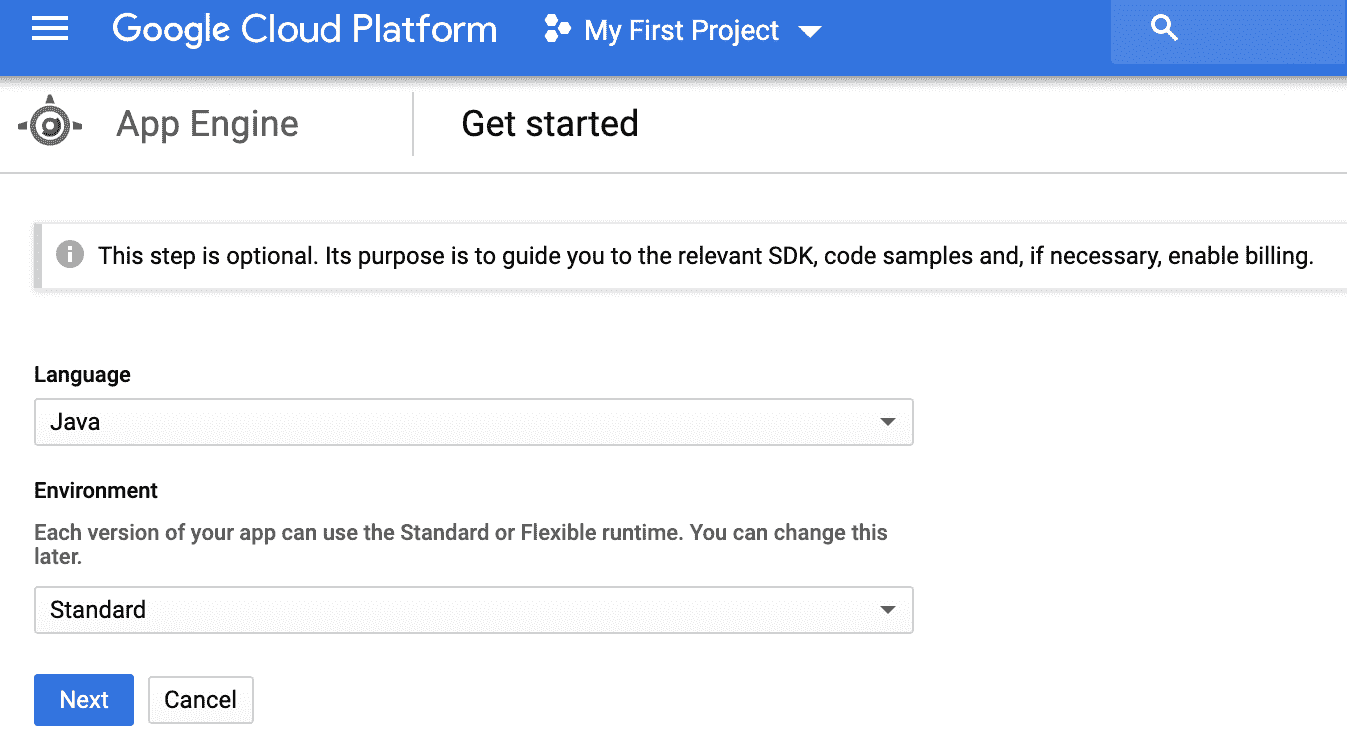 Google Cloud Platform My First Project
App Engine Get started
This step is optional. Its purpose is to guide you to the relevant SDK, code samples and, if necessary, enable billing.
Language
Java
Environment
Each version of your app can use the Standard or Flexible runtime. You can change this
later.
Standard
Next Cancel